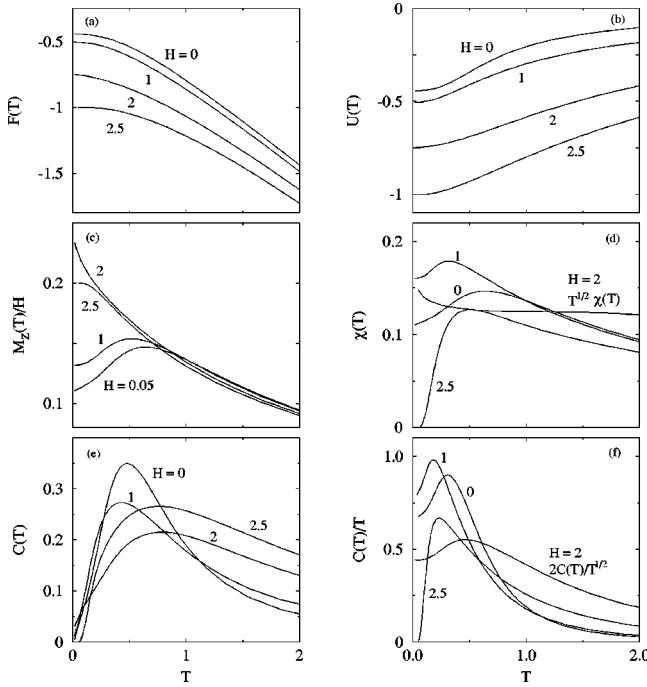 (a)
H = 0
1
2
2.5
-0.5
-1
-1.5
F(T)
(b)
H = 0
1
2
2.5
0
-0.5
-1
U(T)
(c)
2
2.5
1
H = 0.05
0.2
0.1
M_Z(T)/H
(d)
1
0
H = 2
T^{1/2} χ(T)
2.5
0.2
0.1
0
χ(T)
(e)
H = 0
1
2.5
2
0.3
0.2
0.1
0
C(T)
0
1
2
T
(f)
1
0
H = 2
2C(T)/T^{1/2}
2.5
1.0
0.5
0
C(T)/T
0
1.0
2.0
T